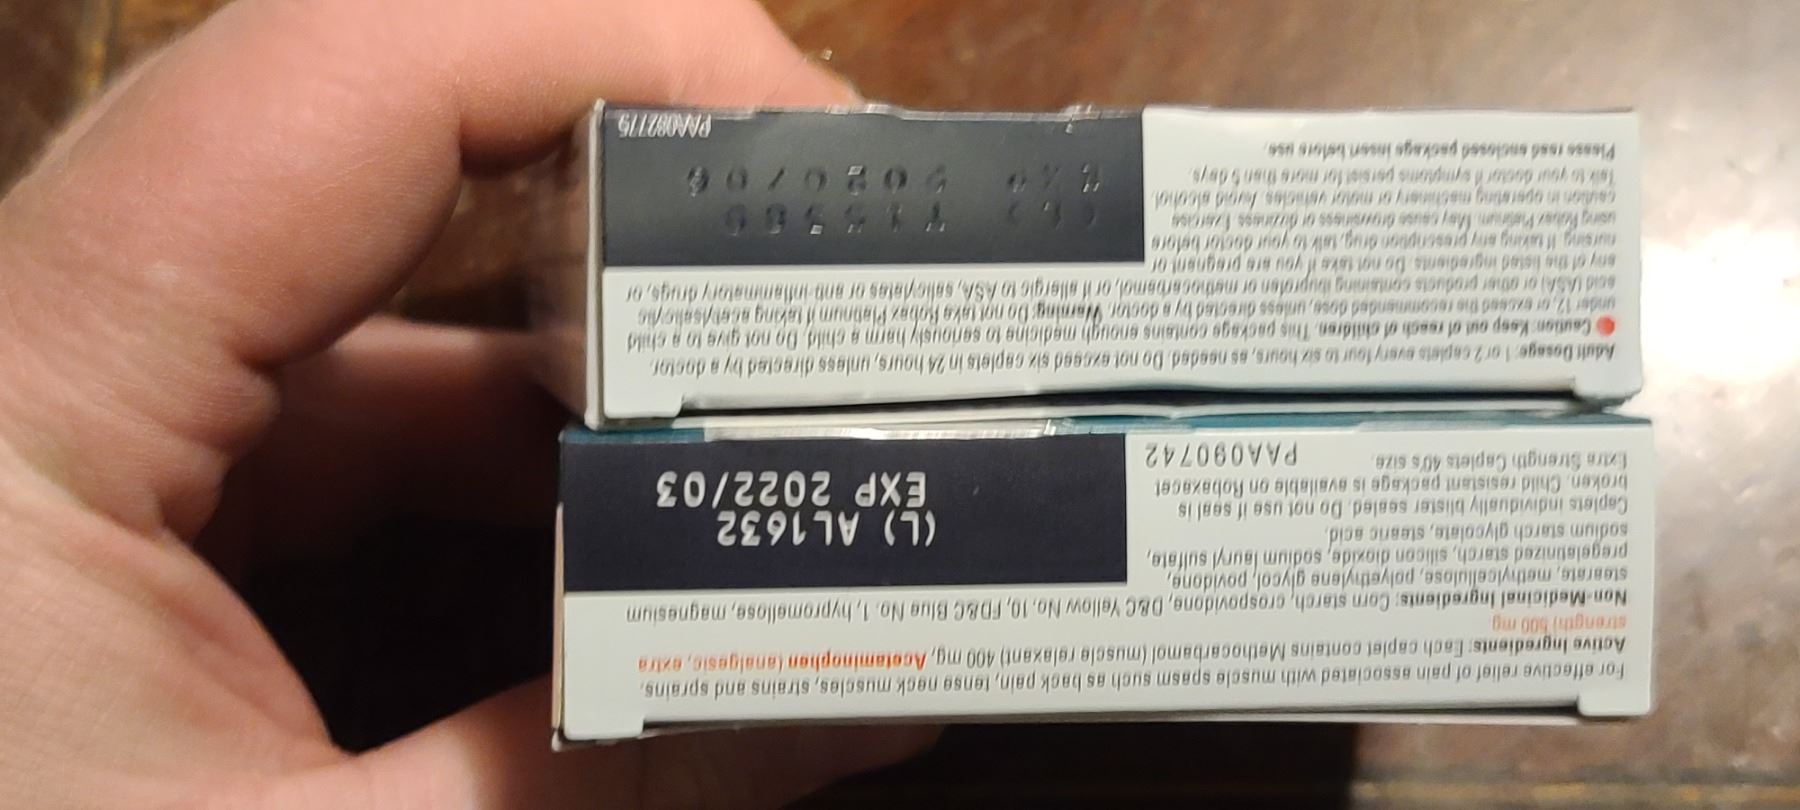 For effective relief of pain associated with muscle spasm such as back pain, tense neck muscles, strains and sprains.
Active Ingredients: Each caplet contains Methocarbamol (muscle relaxant) 400 mg, Acetaminophen (analgesic, extra
strength) 500 mg
Non-Medicinal Ingredients: Corn starch, crospovidone, D&C Yellow No. 10, FD&C Blue No. 1, hypromellose, magnesium
stearate, methylcellulose, polyethylene glycol, povidone,
pregelatinized starch, silicon dioxide, sodium lauryl sulfate,
sodium starch glycolate, stearic acid.
Caplets individually blister sealed. Do not use if seal is
broken. Child resistant package is available on Robaxacet
Extra Strength Caplets 40's size.
PAA090742
(L) AL1632
EXP 2022/03
Adult Dosage: 1 or 2 caplets every four to six hours, as needed. Do not exceed six caplets in 24 hours, unless directed by a doctor.
Caution: Keep out of reach of children. This package contains enough medicine to seriously harm a child. Do not give to a child
under 12, or exceed the recommended dose, unless directed by a doctor. Warning: Do not take Robax Platinum if taking acetylsalicylic
acid (ASA) or other products containing ibuprofen or methocarbamol, or if allergic to ASA, salicylates or anti-inflammatory drugs, or
any of the listed ingredients. Do not take if you are pregnant or
nursing. If taking any prescription drug, talk to your doctor before
using Robax Platinum. May cause drowsiness or dizziness. Exercise
caution in operating machinery or motor vehicles. Avoid alcohol.
Talk to your doctor if symptoms persist for more than 5 days.
Please read enclosed package insert before use.
(L)
PAA082775